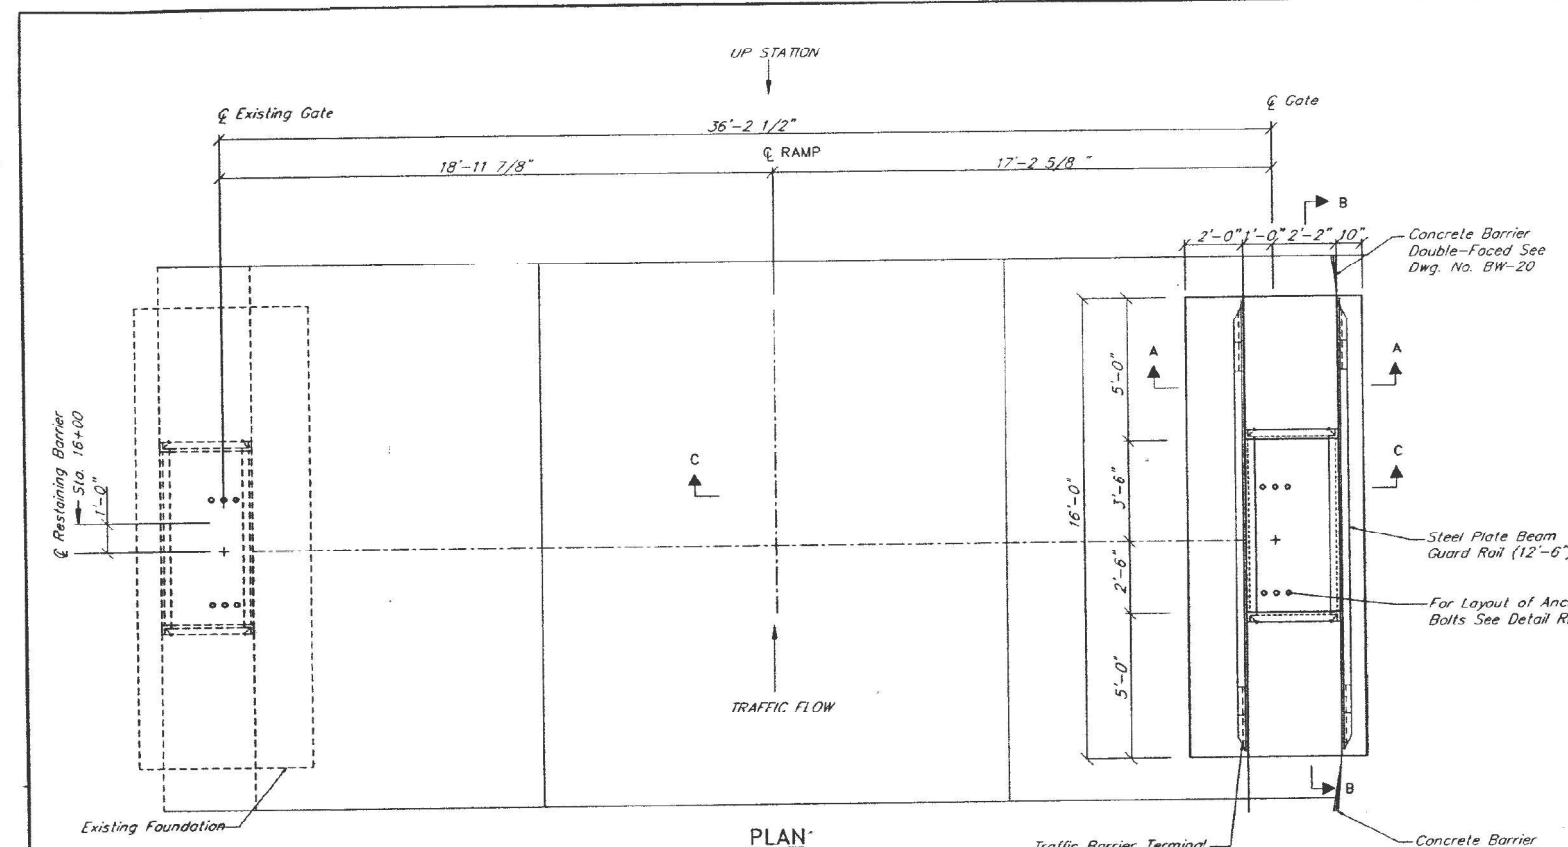 UP STATION
℄ Existing Gate
℄ Gate
36'-2 1/2"
℄ RAMP
18'-11 7/8"
17'-2 5/8 "
B
2'-0"
1'-0"
2'-2"
10"
Concrete Barrier
Double-Faced See
Dwg. No. BW-20
A
A
5'-0"
℄ Restaining Barrier
Sta. 16+00
1'-0"
C
C
16'-0"
3'-6"
Steel Plate Beam
Guard Rail (12'-6")
2'-6"
For Layout of
Bolts See Detail
5'-0"
TRAFFIC FLOW
B
Existing Foundation
PLAN
Traffic Barrier Terminal
Concrete Barrier